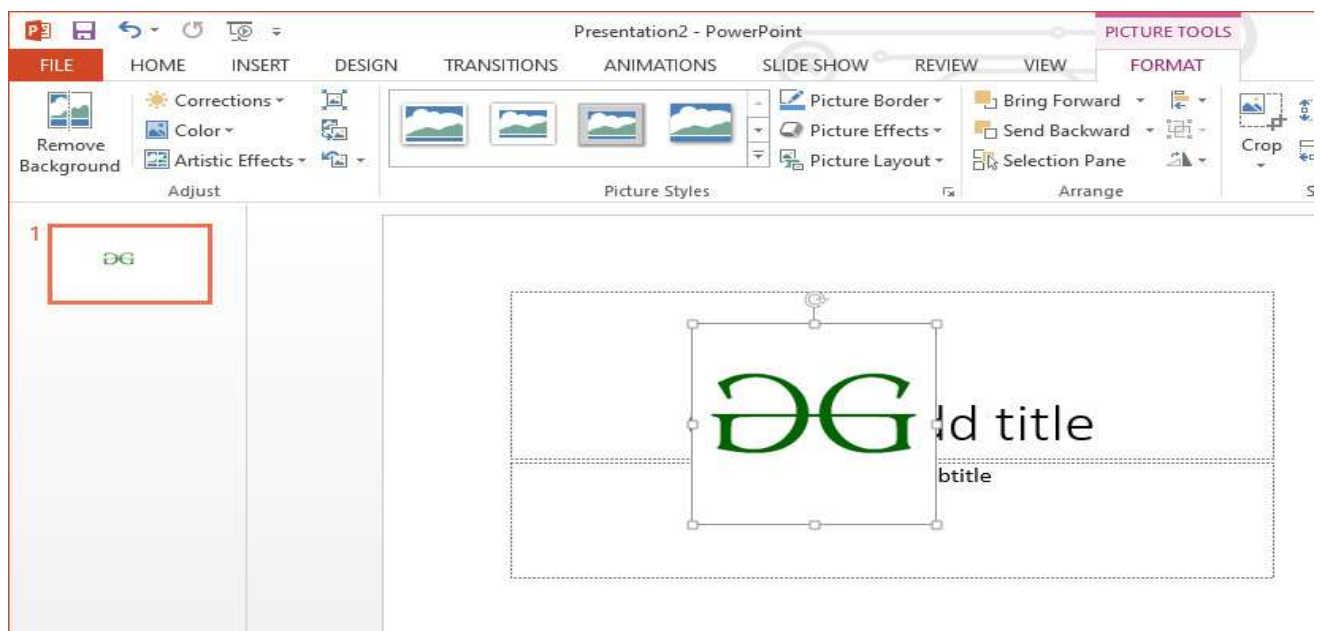 Presentation2 - PowerPoint
PICTURE TOOLS
FILE HOME INSERT DESIGN TRANSITIONS ANIMATIONS SLIDE SHOW REVIEW VIEW FORMAT
Remove Background
Corrections
Color
Artistic Effects
Adjust
Picture Border
Picture Effects
Picture Layout
Picture Styles
Bring Forward
Send Backward
Selection Pane
Arrange
Crop
S
1
dd title
btitle